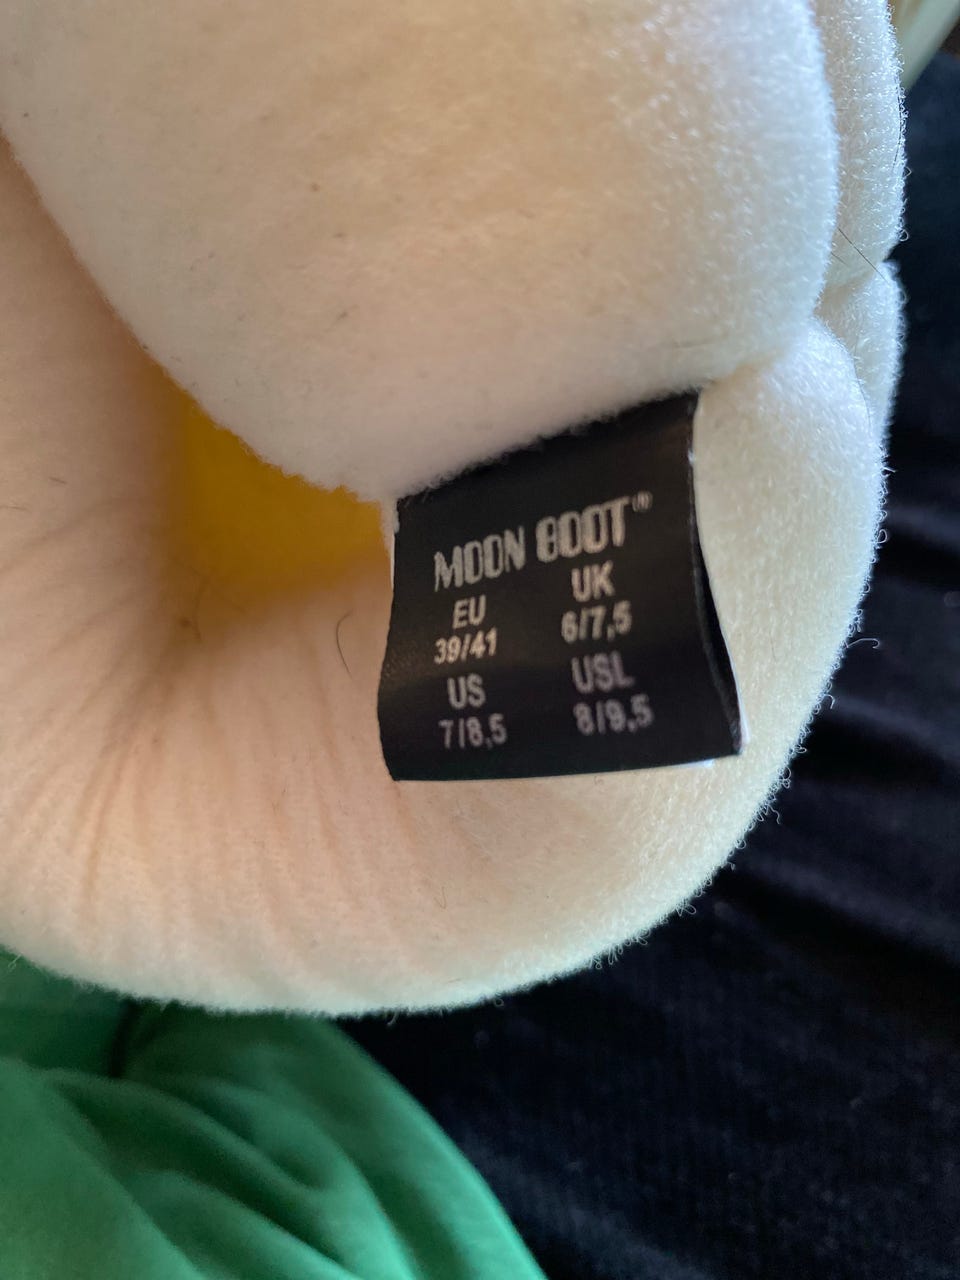 MOON BOOT®
EU UK
39/41 6/7,5
US USL
7/8,5 8/9,5